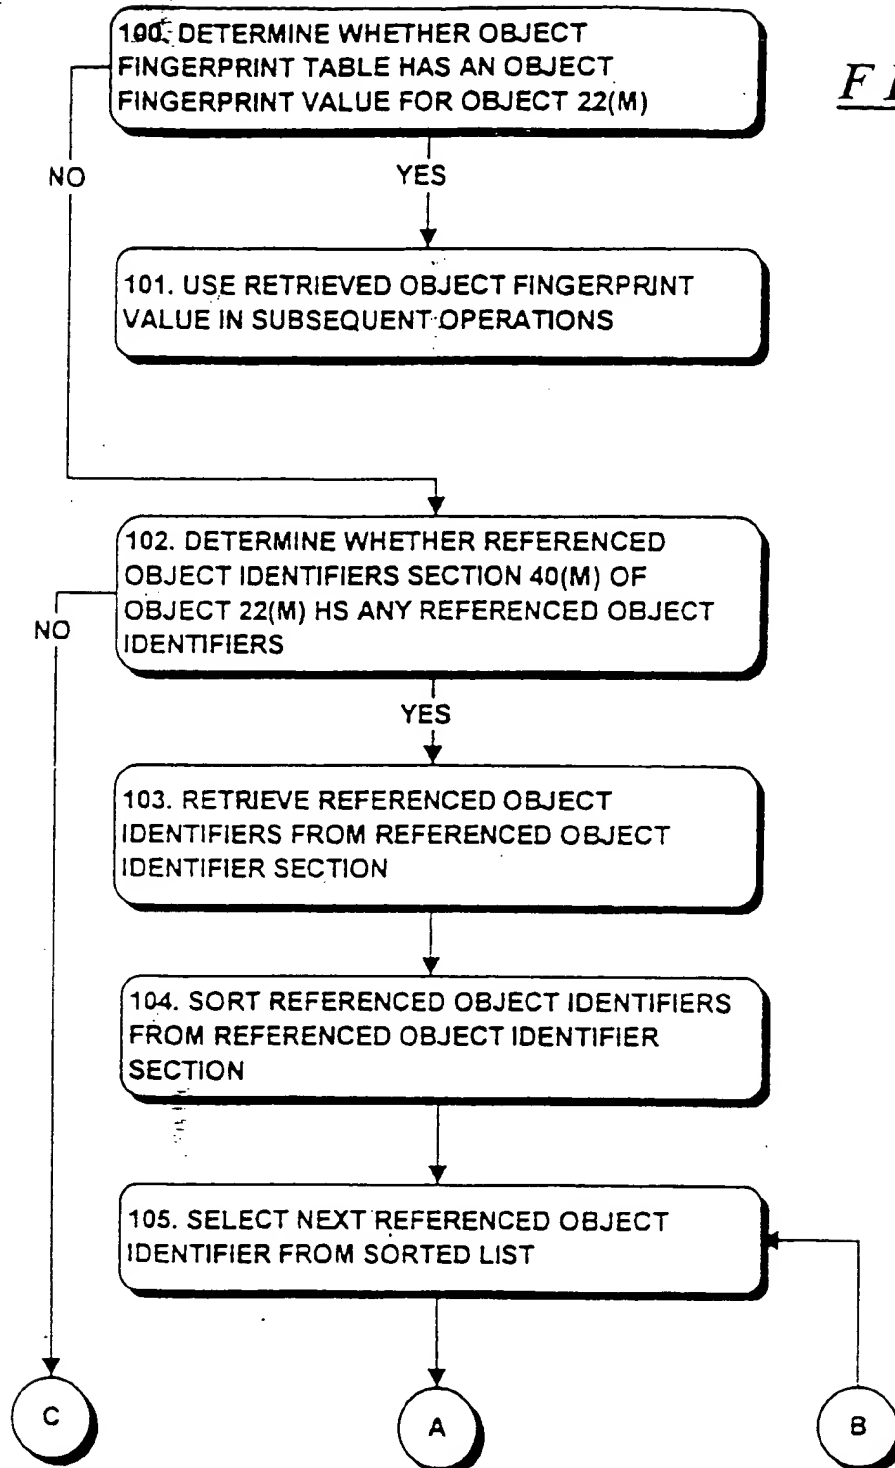 100. DETERMINE WHETHER OBJECT
FINGERPRINT TABLE HAS AN OBJECT
FINGERPRINT VALUE FOR OBJECT 22(M)
F I
NO
YES
101. USE RETRIEVED OBJECT FINGERPRINT
VALUE IN SUBSEQUENT OPERATIONS
102. DETERMINE WHETHER REFERENCED
OBJECT IDENTIFIERS SECTION 40(M) OF
OBJECT 22(M) HS ANY REFERENCED OBJECT
IDENTIFIERS
NO
YES
103. RETRIEVE REFERENCED OBJECT
IDENTIFIERS FROM REFERENCED OBJECT
IDENTIFIER SECTION
104. SORT REFERENCED OBJECT IDENTIFIERS
FROM REFERENCED OBJECT IDENTIFIER
SECTION
105. SELECT NEXT REFERENCED OBJECT
IDENTIFIER FROM SORTED LIST
C
A
B